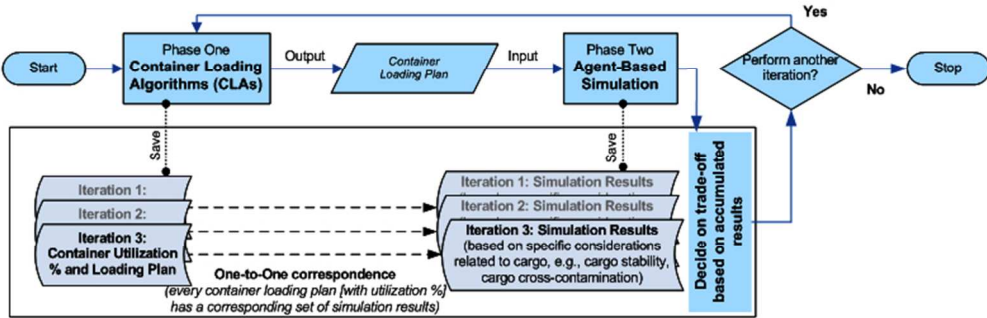 Yes
Start
Phase One
Container Loading
Algorithms (CLAs)
Output
Container
Loading Plan
Input
Phase Two
Agent-Based
Simulation
Perform another
iteration?
No
Stop
Save
Save
Iteration 1:
Iteration 2:
Iteration 3:
Container Utilization
% and Loading Plan
Iteration 1: Simulation Results
Iteration 2: Simulation Results
Iteration 3: Simulation Results
(based on specific considerations
related to cargo, e.g., cargo stability,
cargo cross-contamination)
One-to-One correspondence
(every container loading plan [with utilization %]
has a corresponding set of simulation results)
Decide on trade-off
based on accumulated
results